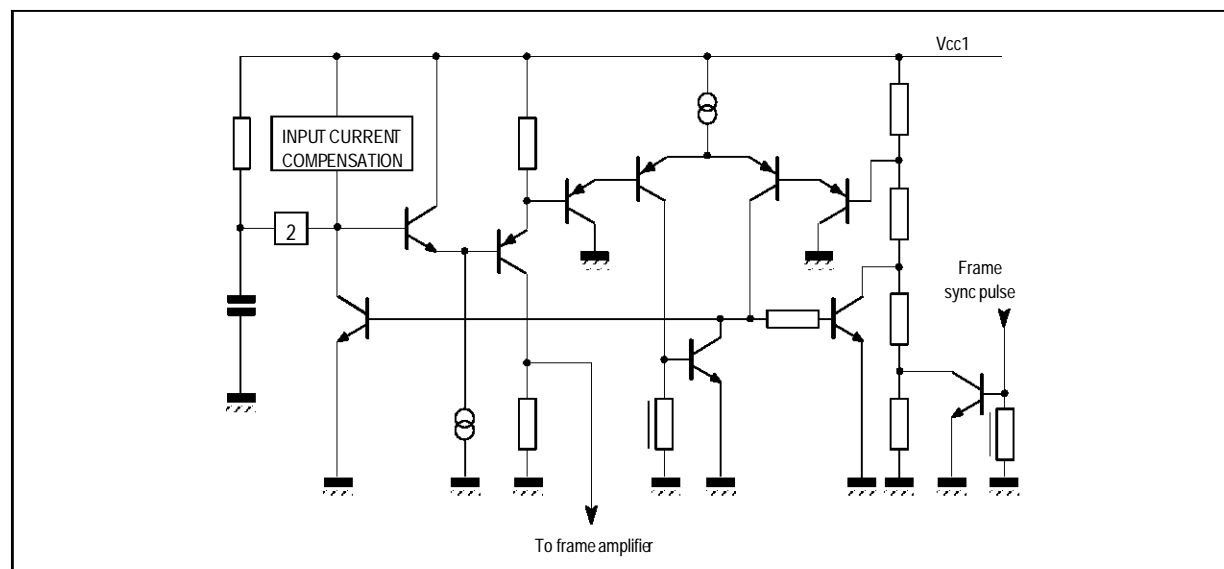 Vcc1
INPUT CURRENT
COMPENSATION
2
Frame
sync pulse
To frame amplifier